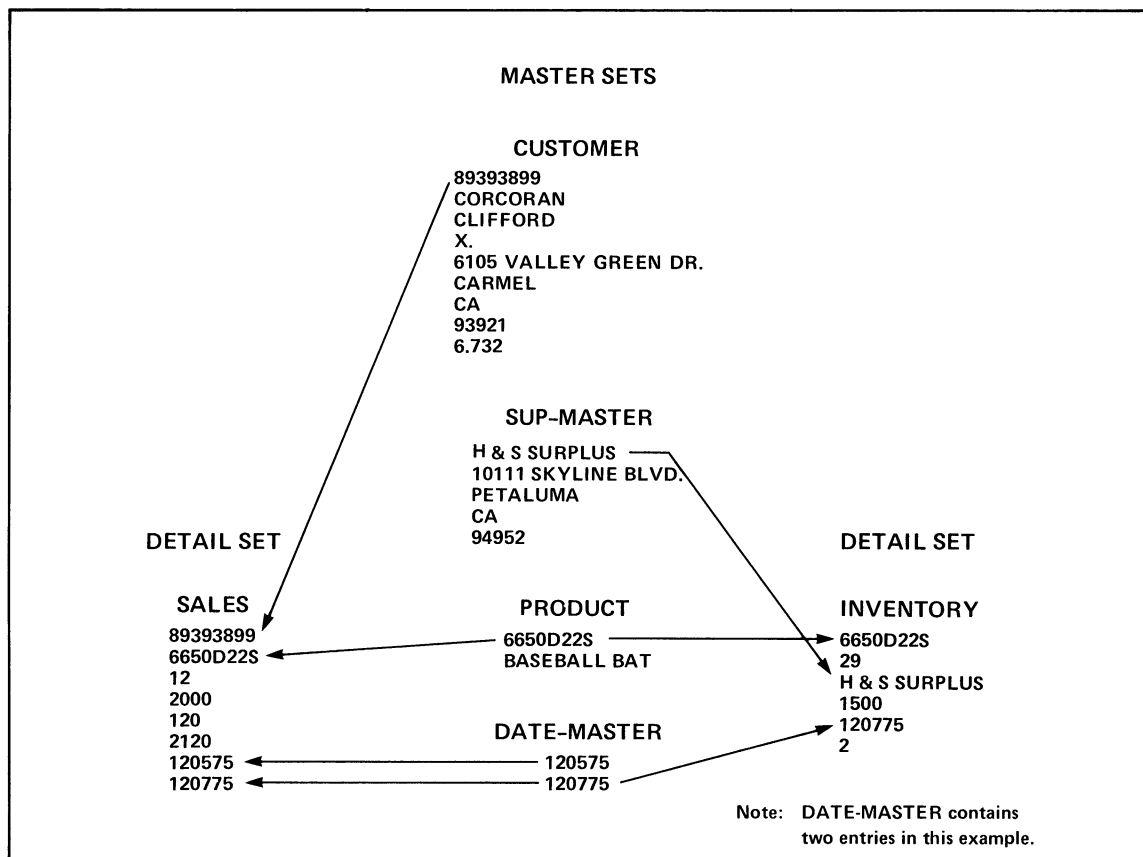 MASTER SETS
CUSTOMER
89393899
CORCORAN
CLIFFORD
X.
6105 VALLEY GREEN DR.
CARMEL
CA
93921
6.732
SUP-MASTER
H & S SURPLUS
10111 SKYLINE BLVD.
PETALUMA
CA
94952
DETAIL SET
SALES
89393899
6650D22S
12
2000
120
2120
120575
120775
PRODUCT
6650D22S
BASEBALL BAT
DATE-MASTER
120575
120775
DETAIL SET
INVENTORY
6650D22S
29
H & S SURPLUS
1500
120775
2
Note: DATE-MASTER contains
two entries in this example.